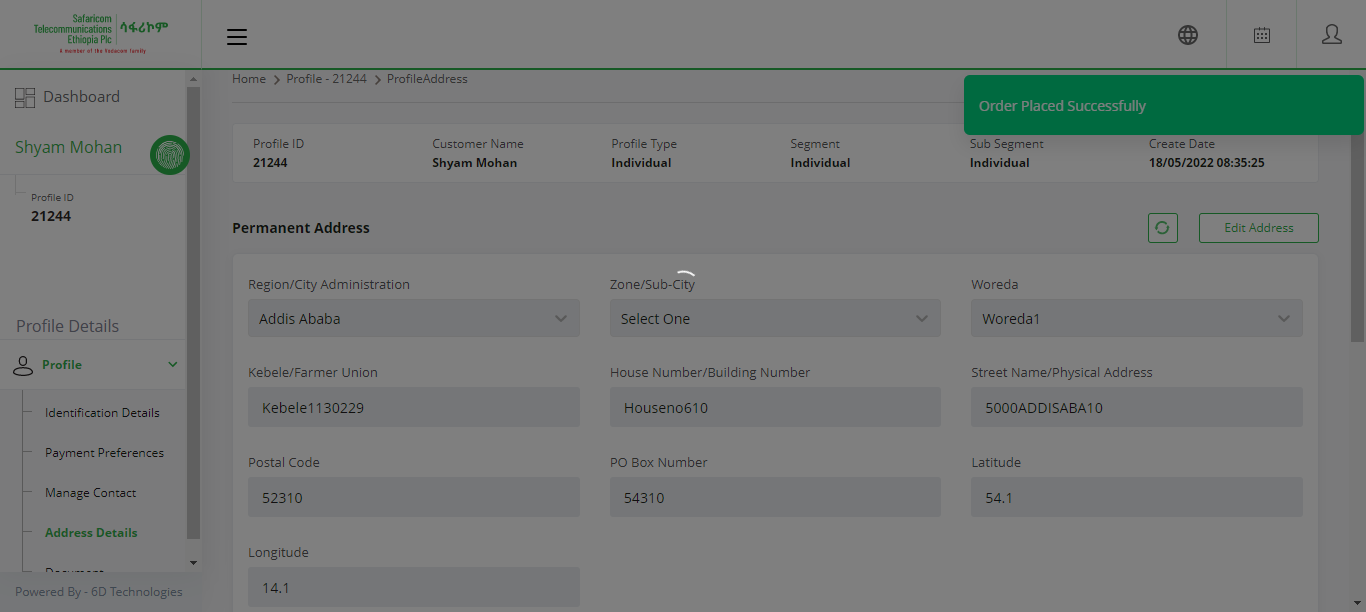 Safaricom
Telecommunications
Ethiopia Plc
ሳፋሪኮም
A member of the Vodacom family
Home > Profile - 21244 > ProfileAddress
Order Placed Successfully
Dashboard
Shyam Mohan
Profile ID
21244
Profile Details
Profile
Identification Details
Payment Preferences
Manage Contact
Address Details
Document
Powered By - 6D Technologies
Profile ID Customer Name Profile Type Segment Sub Segment Create Date
21244 Shyam Mohan Individual Individual Individual 18/05/2022 08:35:25
Permanent Address
Edit Address
Region/City Administration Zone/Sub-City Woreda
Addis Ababa Select One Woreda1
Kebele/Farmer Union House Number/Building Number Street Name/Physical Address
Kebele1130229 Houseno610 5000ADDISABA10
Postal Code PO Box Number Latitude
52310 54310 54.1
Longitude
14.1